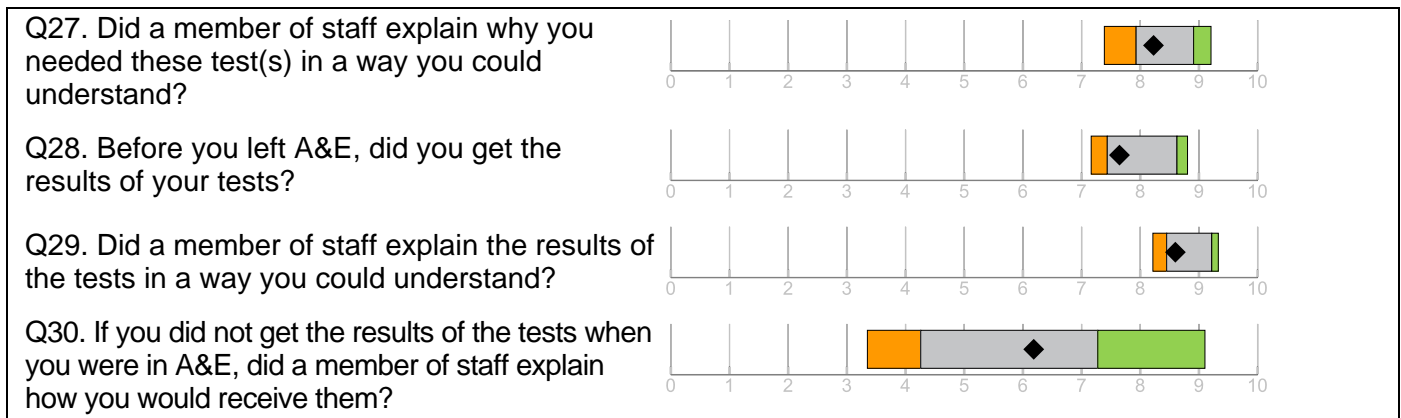 Q27. Did a member of staff explain why you
needed these test(s) in a way you could
understand?
0 1 2 3 4 5 6 7 8 9 10
Q28. Before you left A&E, did you get the
results of your tests?
0 1 2 3 4 5 6 7 8 9 10
Q29. Did a member of staff explain the results of
the tests in a way you could understand?
0 1 2 3 4 5 6 7 8 9 10
Q30. If you did not get the results of the tests when
you were in A&E, did a member of staff explain
how you would receive them?
0 1 2 3 4 5 6 7 8 9 10